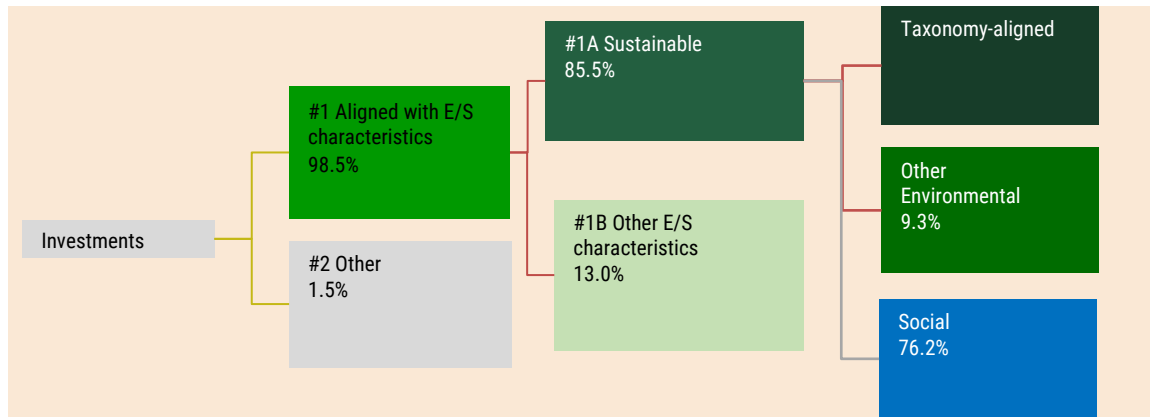 Investments
#1 Aligned with E/S
characteristics
98.5%
#2 Other
1.5%
#1A Sustainable
85.5%
#1B Other E/S
characteristics
13.0%
Taxonomy-aligned
Other
Environmental
9.3%
Social
76.2%